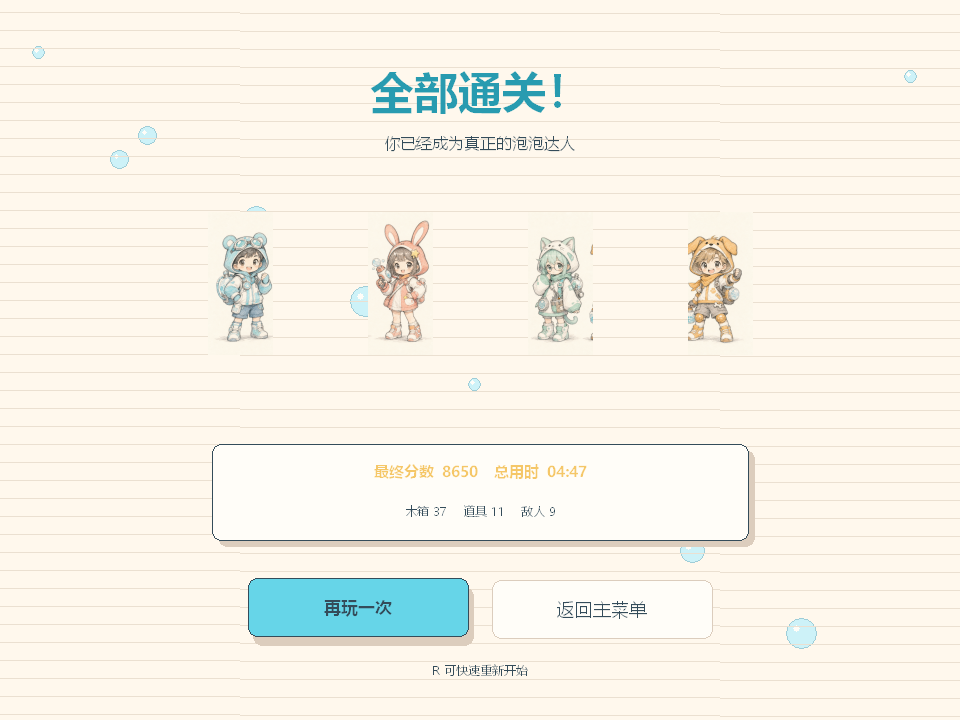 全部通关!
你已经成为真正的泡泡达人
最终分数 8650 总用时 04:47
木箱 37 道具 11 敌人 9
再玩一次
返回主菜单
R 可快速重新开始